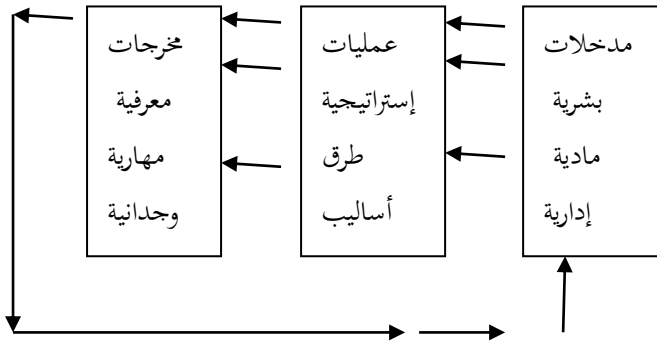 مدخلات
بشرية
مادية
إدارية
عمليات
إستراتيجية
طرق
أساليب
مخرجات
معرفية
مهارية
وجدانية